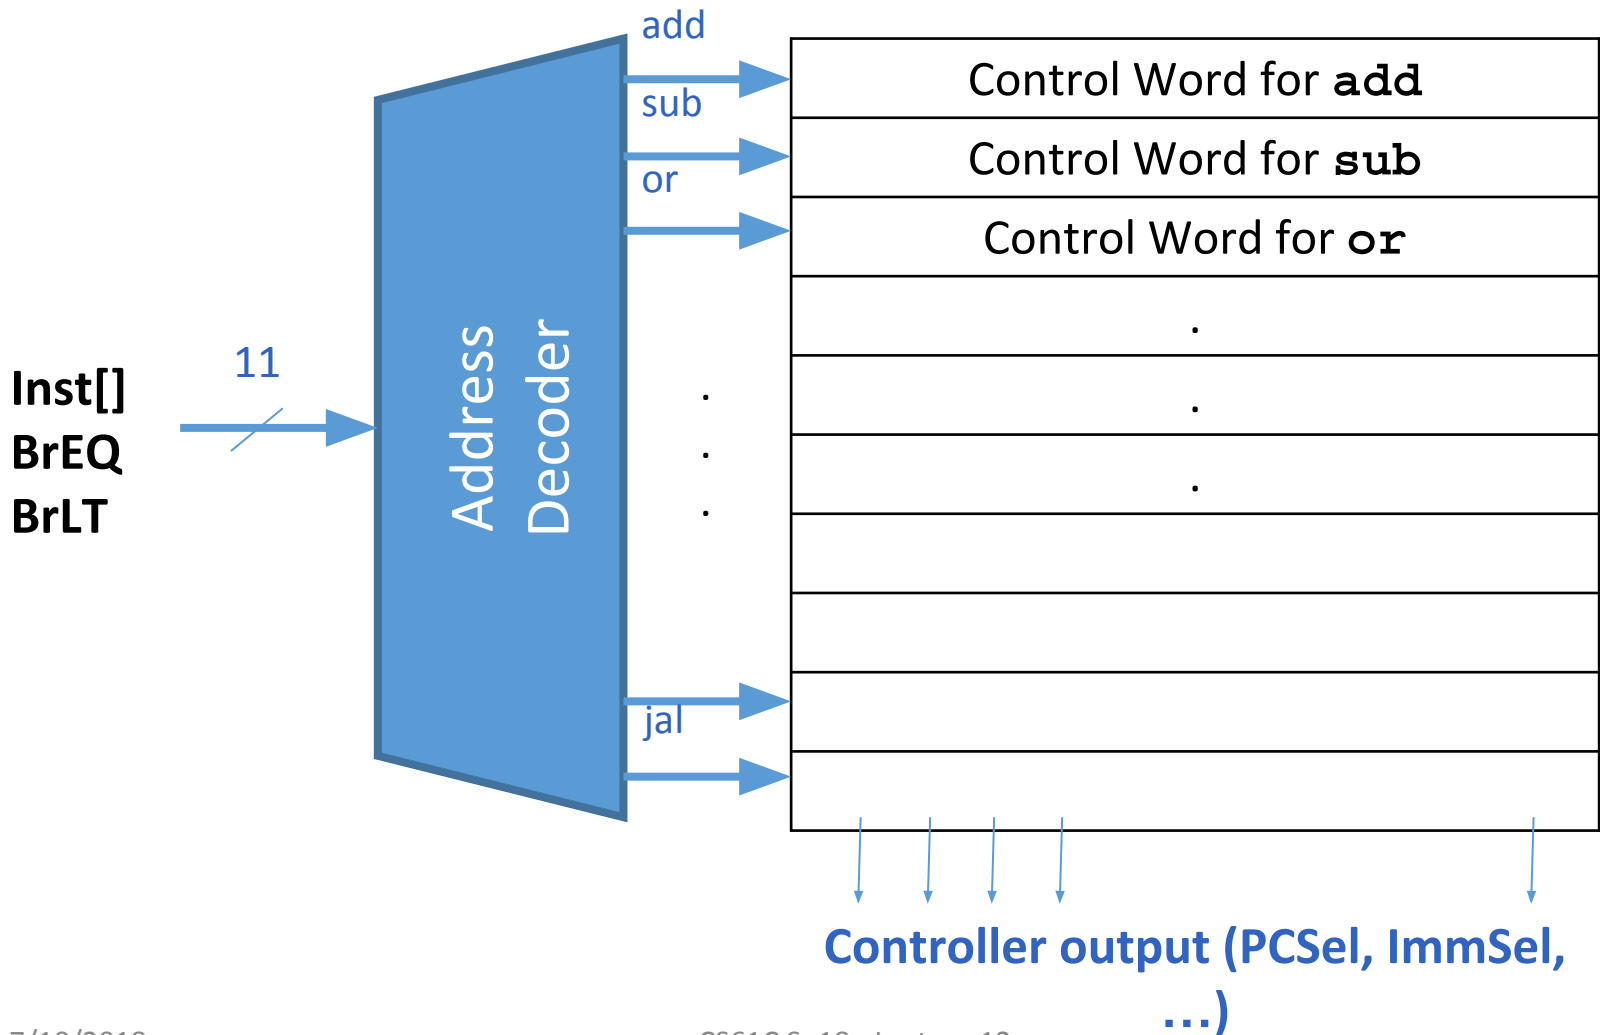 add
Control Word for add
sub
Control Word for sub
or
Control Word for or
.
.
.
Address
Decoder
.
.
.
11
Inst[]
BrEQ
BrLT
jal
Controller output (PCSel, ImmSel,
...)